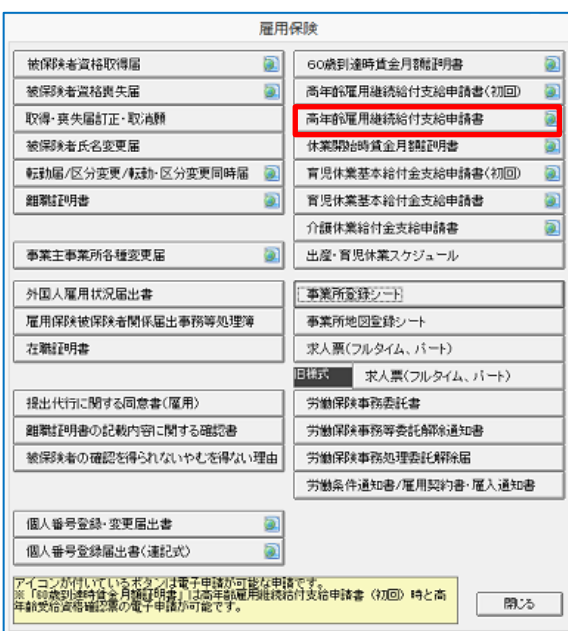 雇用保険
被保険者資格取得届
被保険者資格喪失届
取得・喪失届訂正・取消願
被保険者氏名変更届
転勤届/区分変更/転勤・区分変更同時届
離職証明書
事業主事業所各種変更届
外国人雇用状況届出書
雇用保険被保険者関係届出事務等処理簿
在職証明書
提出代行に関する同意書(雇用)
離職証明書の記載内容に関する確認書
被保険者の確認を得られないやむを得ない理由
個人番号登録・変更届出書
個人番号登録届出書(連記式)
60歳到達時賃金月額証明書
高年齢雇用継続給付支給申請書(初回)
高年齢雇用継続給付支給申請書
休業開始時賃金月額証明書
育児休業基本給付金支給申請書(初回)
育児休業基本給付金支給申請書
介護休業給付金支給申請書
出産・育児休業スケジュール
事業所登録シート
事業所地図登録シート
求人票(フルタイム、パート)
旧様式 求人票(フルタイム、パート)
労働保険事務委託書
労働保険事務等委託解除通知書
労働保険事務処理委託解除届
労働条件通知書/雇用契約書・雇入通知書
アイコンが付いているボタンは電子申請が可能な申請です。
※「60歳到達時賃金月額証明書」は高年齢雇用継続給付支給申請書（初回）時と高
年齢受給資格確認票の電子申請が可能です。
閉じる